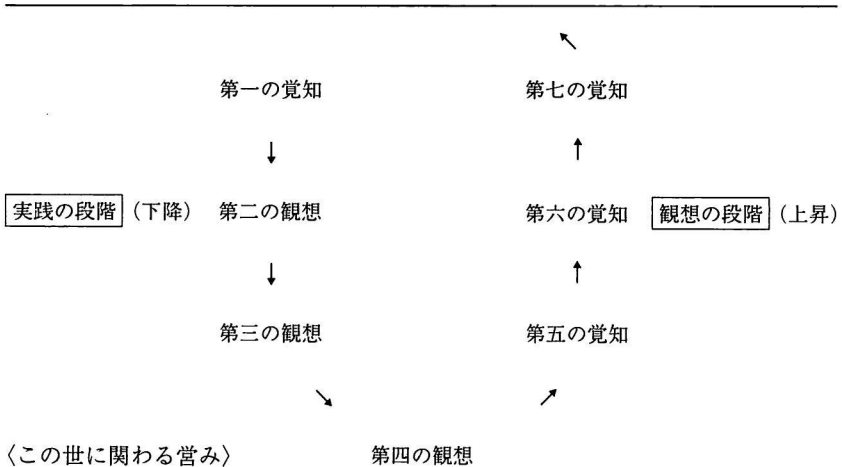 第一の覚知 第七の覚知
実践の段階 (下降) 第二の観想 第六の覚知 観想の段階 (上昇)
第三の観想 第五の覚知
〈この世に関わる営み〉 第四の観想